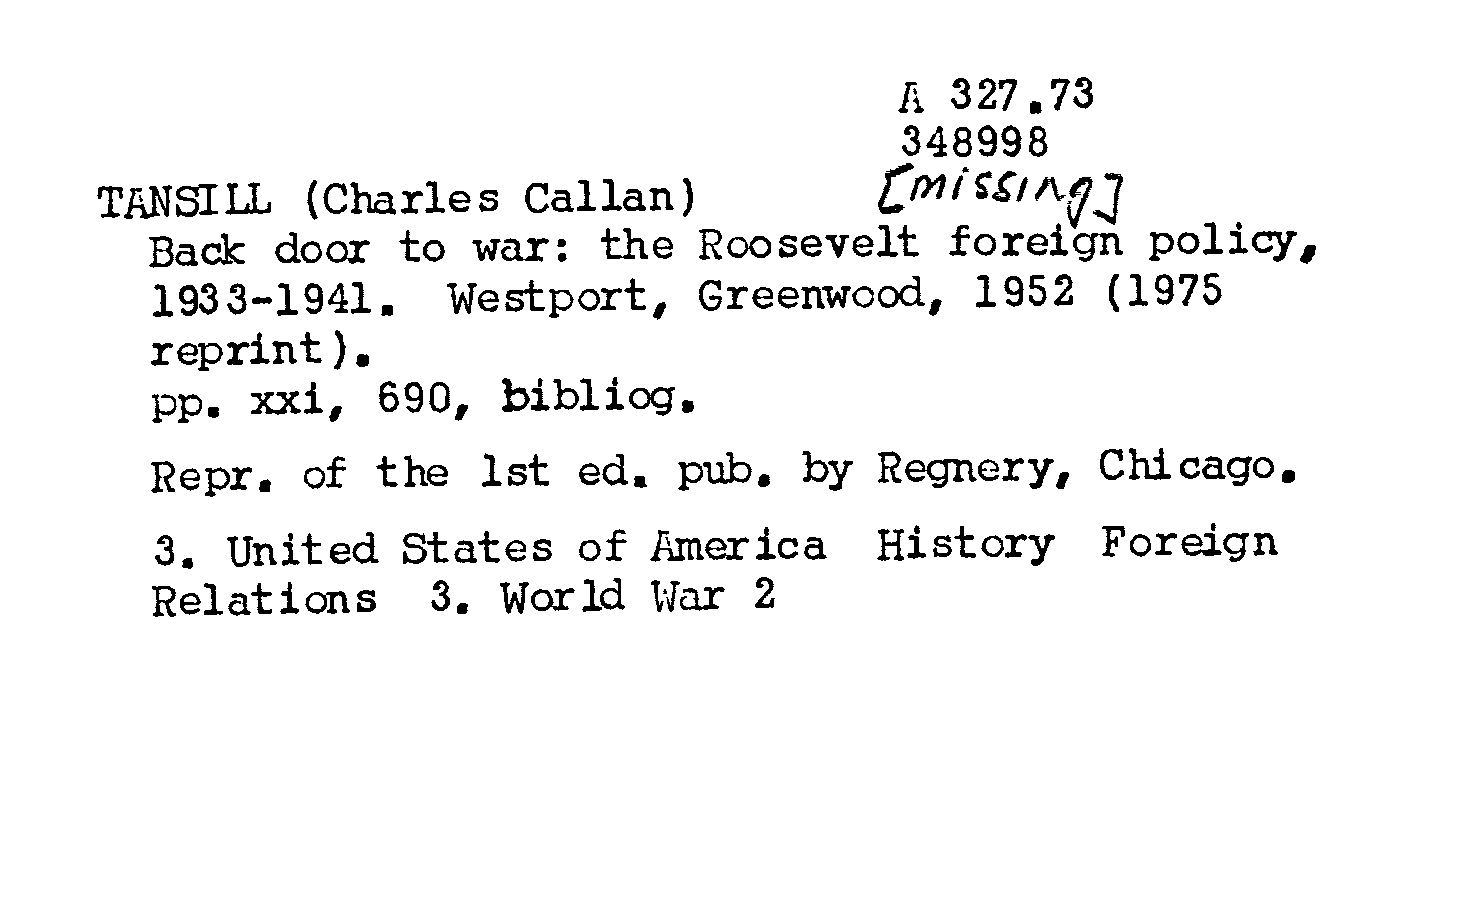 A 327.73
348998
[missing]
TANSILL (Charles Callan)
Back door to war: the Roosevelt foreign policy,
1933-1941. Westport, Greenwood, 1952 (1975
reprint).
pp. xxi, 690, bibliog.
Repr. of the 1st ed. pub. by Regnery, Chicago.
3. United States of America History Foreign
Relations 3. World War 2